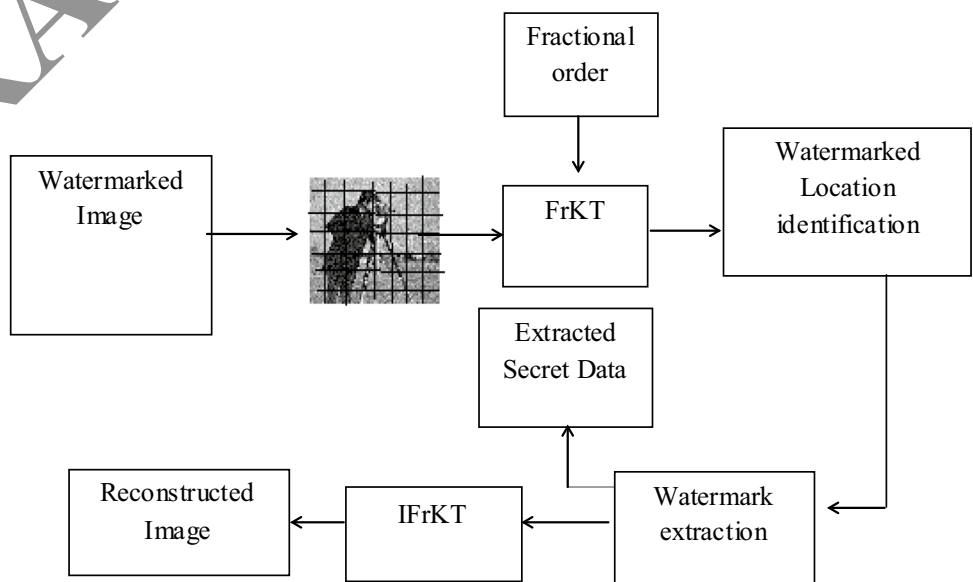 Fractional
order
Watermarked
Image
FrKT
Watermarked
Location
identification
Extracted
Secret Data
Watermark
extraction
IFrKT
Reconstructed
Image